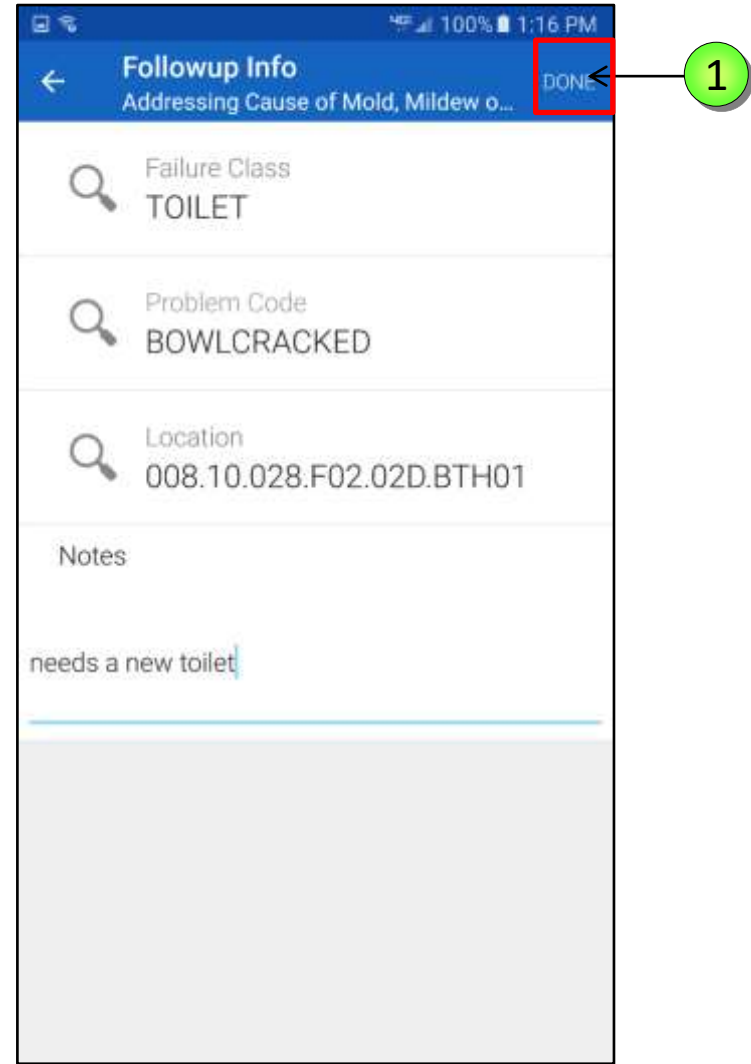 100% 1:16 PM
Followup Info
Addressing Cause of Mold, Mildew o...
DONE
1
Failure Class
TOILET
Problem Code
BOWLCRACKED
Location
008.10.028.F02.02D.BTH01
Notes
needs a new toilet